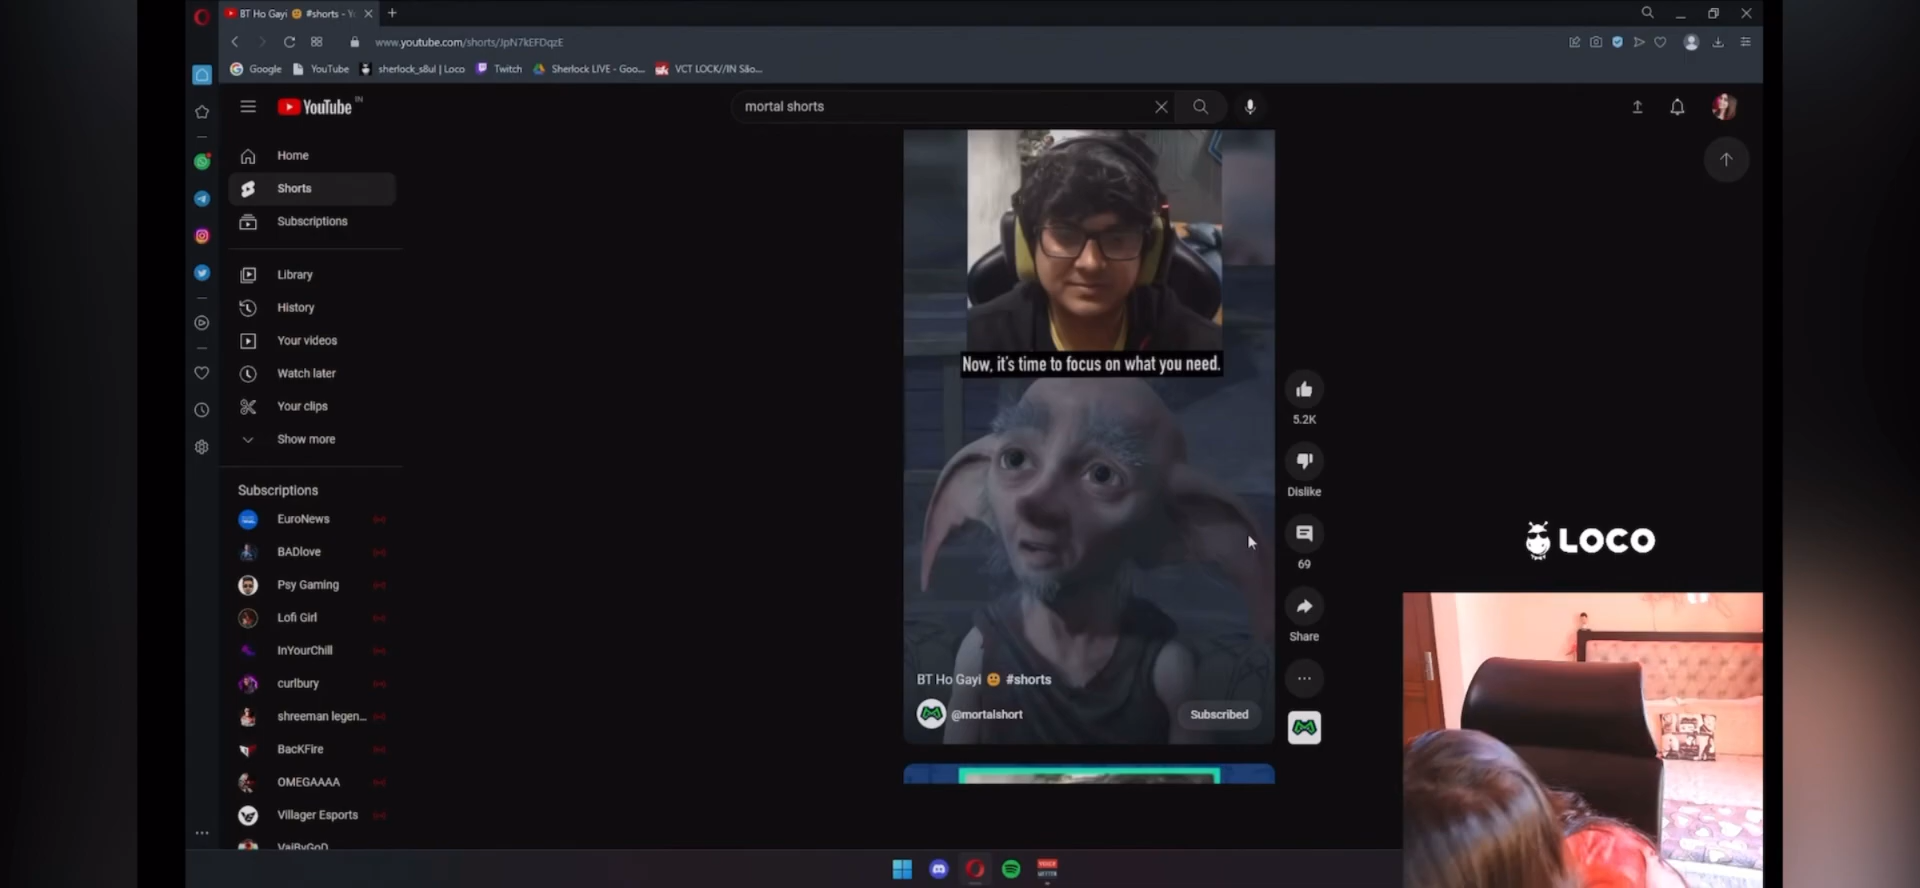 BT Ho Gayi 😐 #shorts - Yo
www.youtube.com/shorts/JpN7kEFDqzE
Google
YouTube
sherlock_s8ul | Loco
Twitch
Sherlock LIVE - Goo...
VCT LOCK//IN São...
YouTube IN
mortal shorts
Home
Shorts
Subscriptions
Library
History
Your videos
Watch later
Your clips
Show more
Subscriptions
EuroNews
BADlove
Psy Gaming
Lofi Girl
InYourChill
curlbury
shreeman legen...
BacKFire
OMEGAAAA
Villager Esports
VaiByGoD
Now, it's time to focus on what you need.
BT Ho Gayi 😐 #shorts
@mortalshort
Subscribed
5.2K
Dislike
69
Share
LOCO